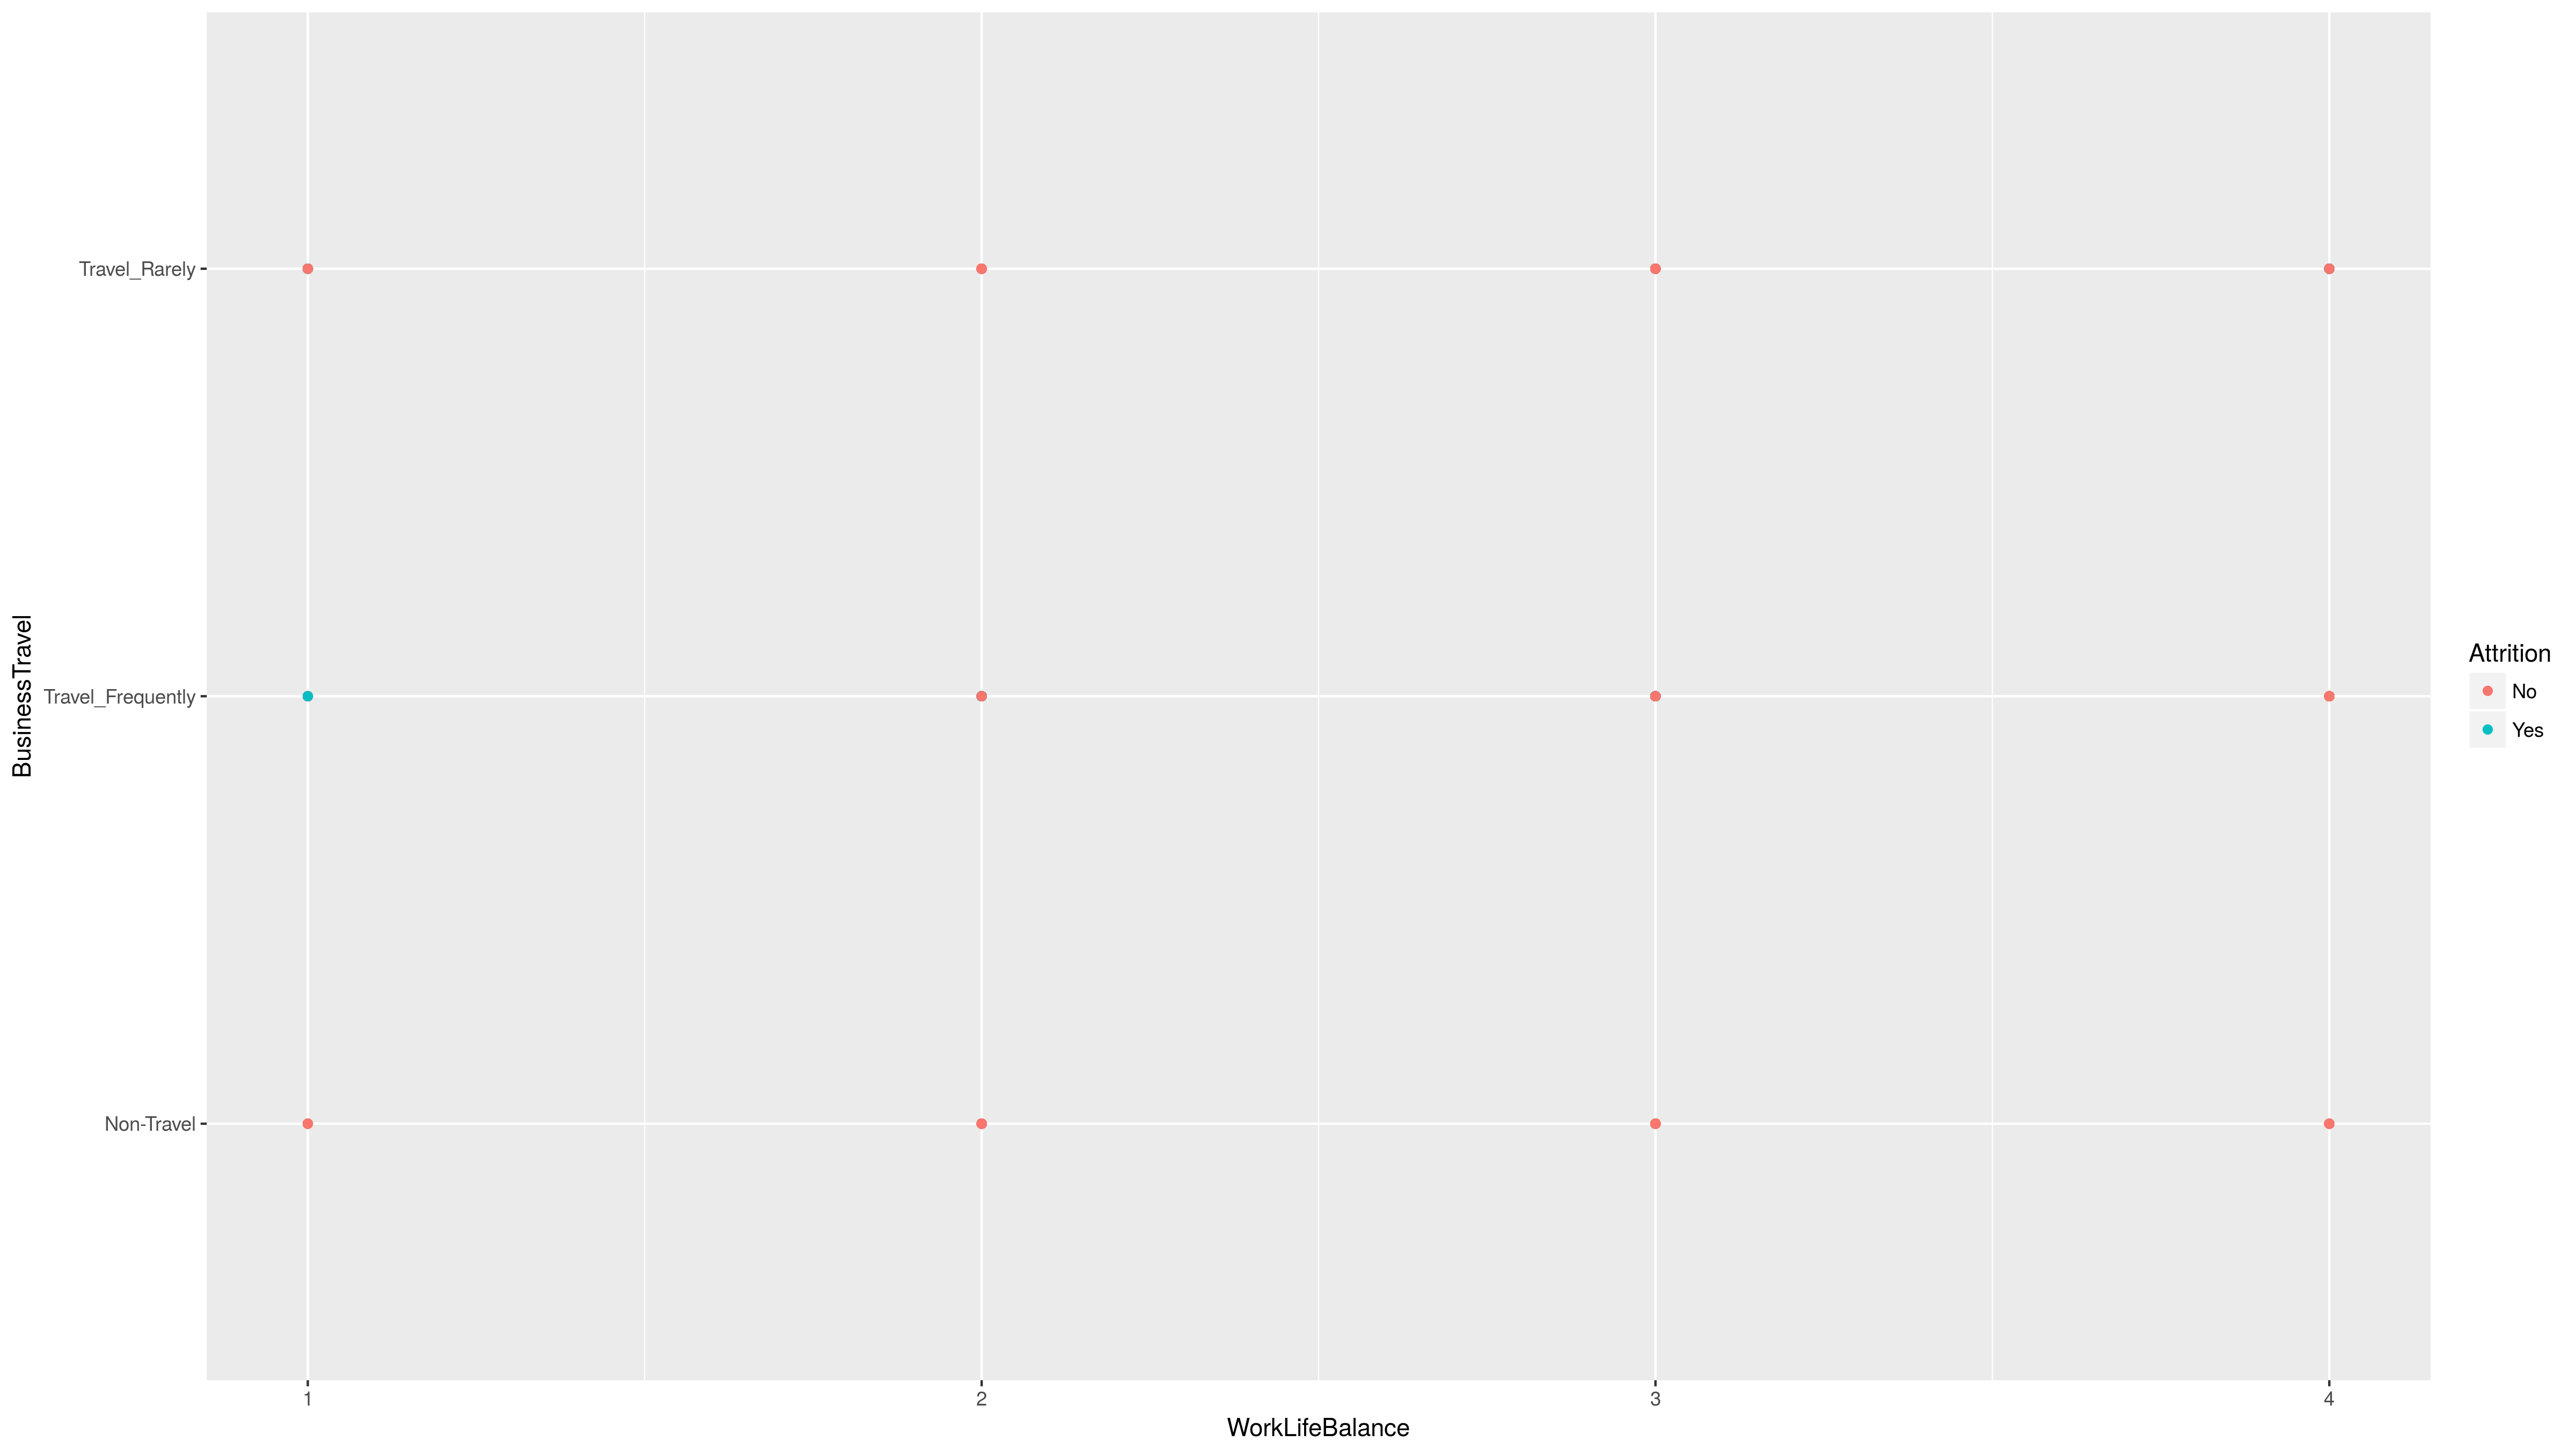 BusinessTravel
Travel_Rarely
Travel_Frequently
Non-Travel
1
2
3
4
WorkLifeBalance
Attrition
No
Yes